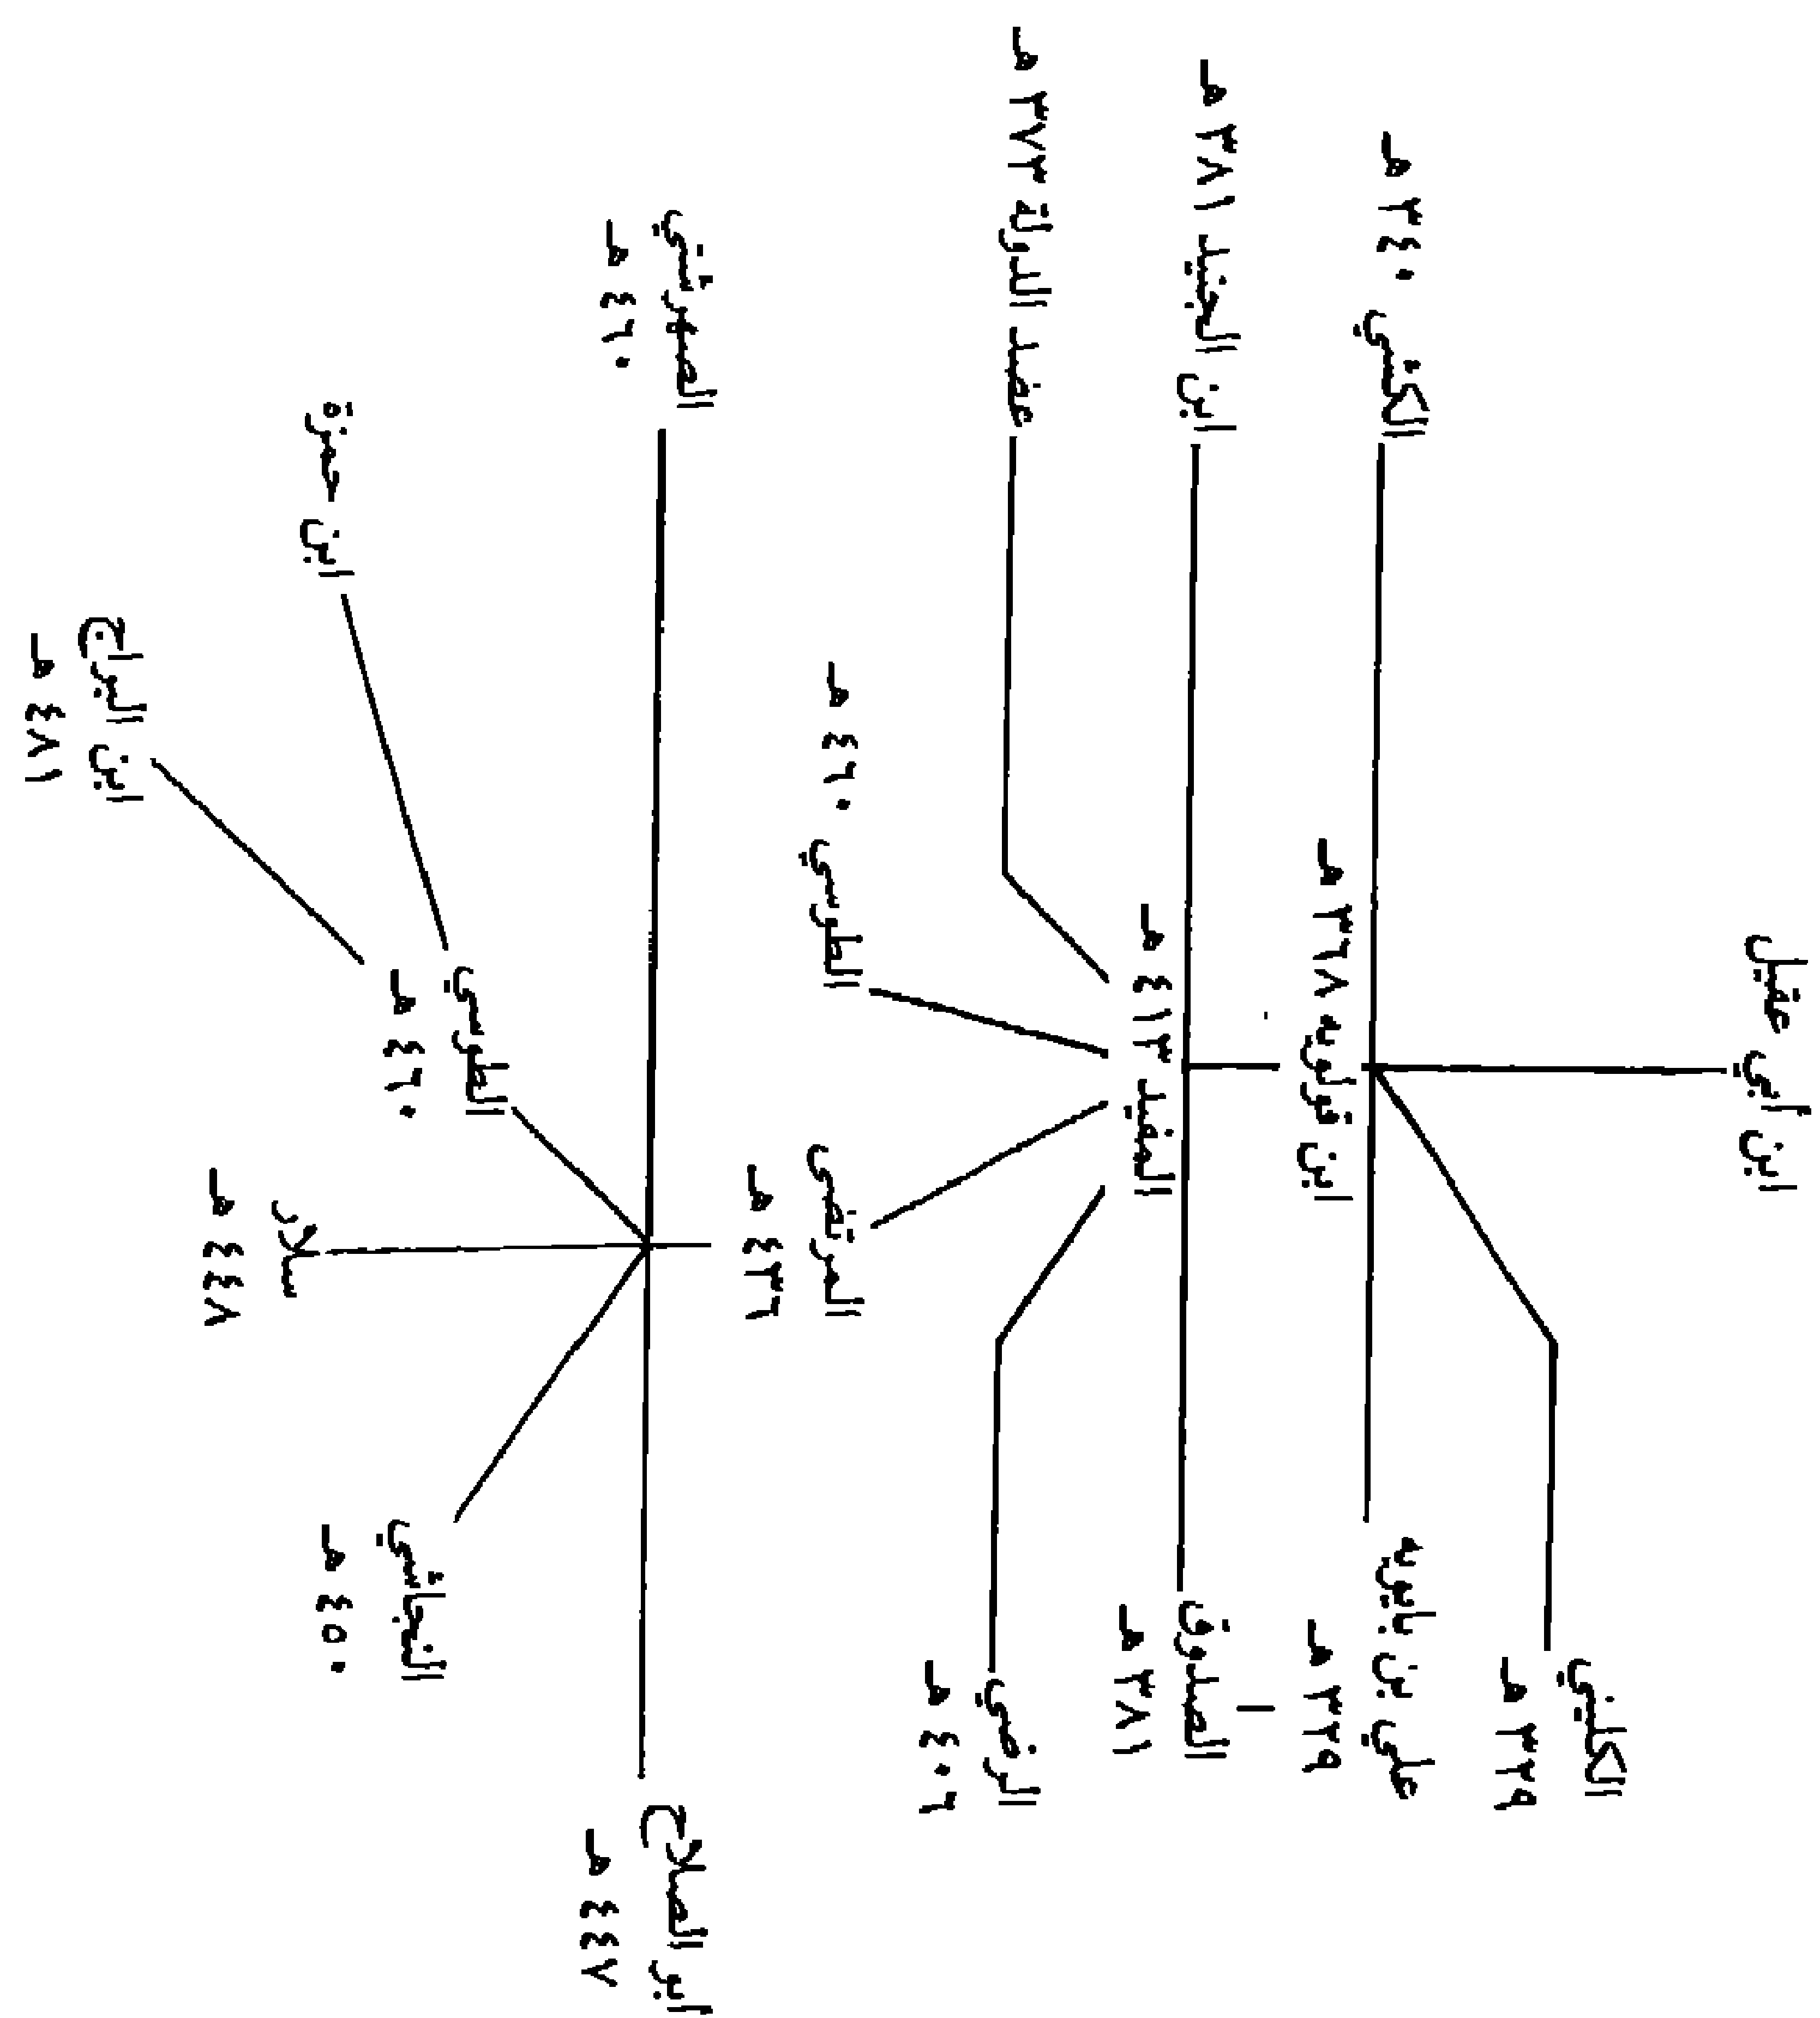 ابن أبي عقيل
الكليني
٣٢٩ هـ
علي بن بابويه
٣٢٩ هـ
الكشي ٣٤٠ هـ
ابن قولويه ٣٦٨ هـ
الصدوق
٣٨١ هـ
ابن الجنيد ٣٨١ هـ
المفيد ٤١٣ هـ
الرضي
٤٠٦ هـ
عضد الدولة ٣٧٣ هـ
المرتضى
٤٣٦ هـ
الطوسي ٤٦٠ هـ
أبو الصلاح
٤٤٧ هـ
الصهرشتي
٤٦٠ هـ
النجاشي
٤٥٠ هـ
الطوسي
٤٦٠ هـ
سلار
٤٤٨ هـ
ابن حمزة
ابن البراج
٤٨١ هـ